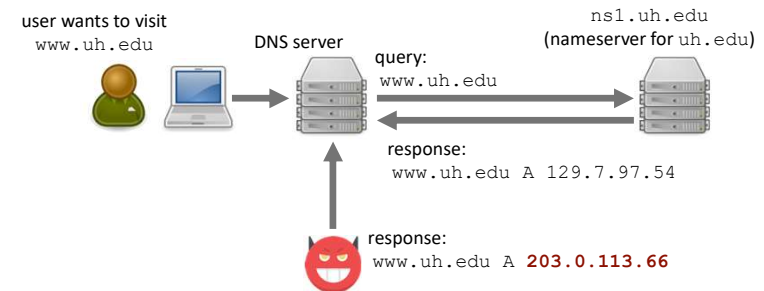 user wants to visit
www.uh.edu
DNS server
ns1.uh.edu
(nameserver for uh.edu)
query:
www.uh.edu
response:
www.uh.edu A 129.7.97.54
response:
www.uh.edu A 203.0.113.66